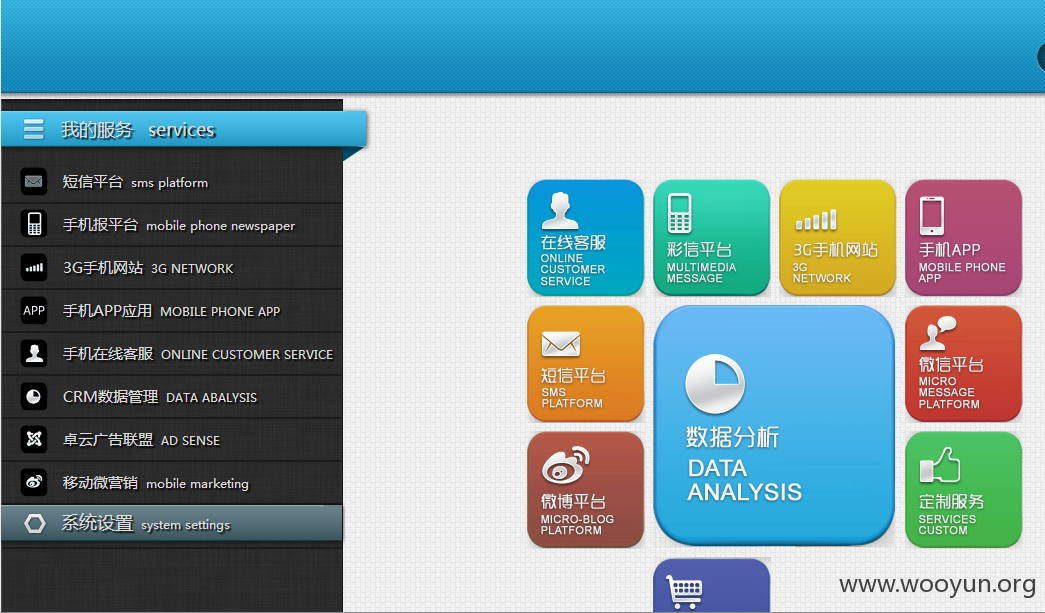 我的服务 services
短信平台 sms platform
手机报平台 mobile phone newspaper
3G手机网站 3G NETWORK
APP 手机APP应用 MOBILE PHONE APP
手机在线客服 ONLINE CUSTOMER SERVICE
CRM数据管理 DATA ABALYSIS
卓云广告联盟 AD SENSE
移动微营销 mobile marketing
系统设置 system settings
在线客服
ONLINE
CUSTOMER
SERVICE
彩信平台
MULTIMEDIA
MESSAGE
3G手机网站
3G
NETWORK
手机APP
MOBILE PHONE
APP
短信平台
SMS
PLATFORM
数据分析
DATA
ANALYSIS
微信平台
MICRO
MESSAGE
PLATFORM
微博平台
MICRO-BLOG
PLATFORM
定制服务
SERVICES
CUSTOM
www.wooyun.org